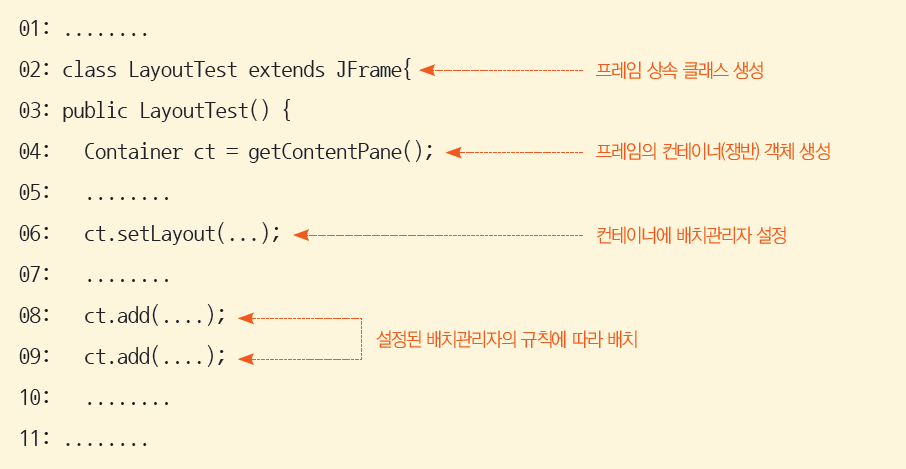 01: ........
02: class LayoutTest extends JFrame{ 프레임 상속 클래스 생성
03: public LayoutTest() {
04: Container ct = getContentPane(); 프레임의 컨테이너(쟁반) 객체 생성
05: ........
06: ct.setLayout(...); 컨테이너에 배치관리자 설정
07: ........
08: ct.add(....);
설정된 배치관리자의 규칙에 따라 배치
09: ct.add(....);
10: ........
11: ........